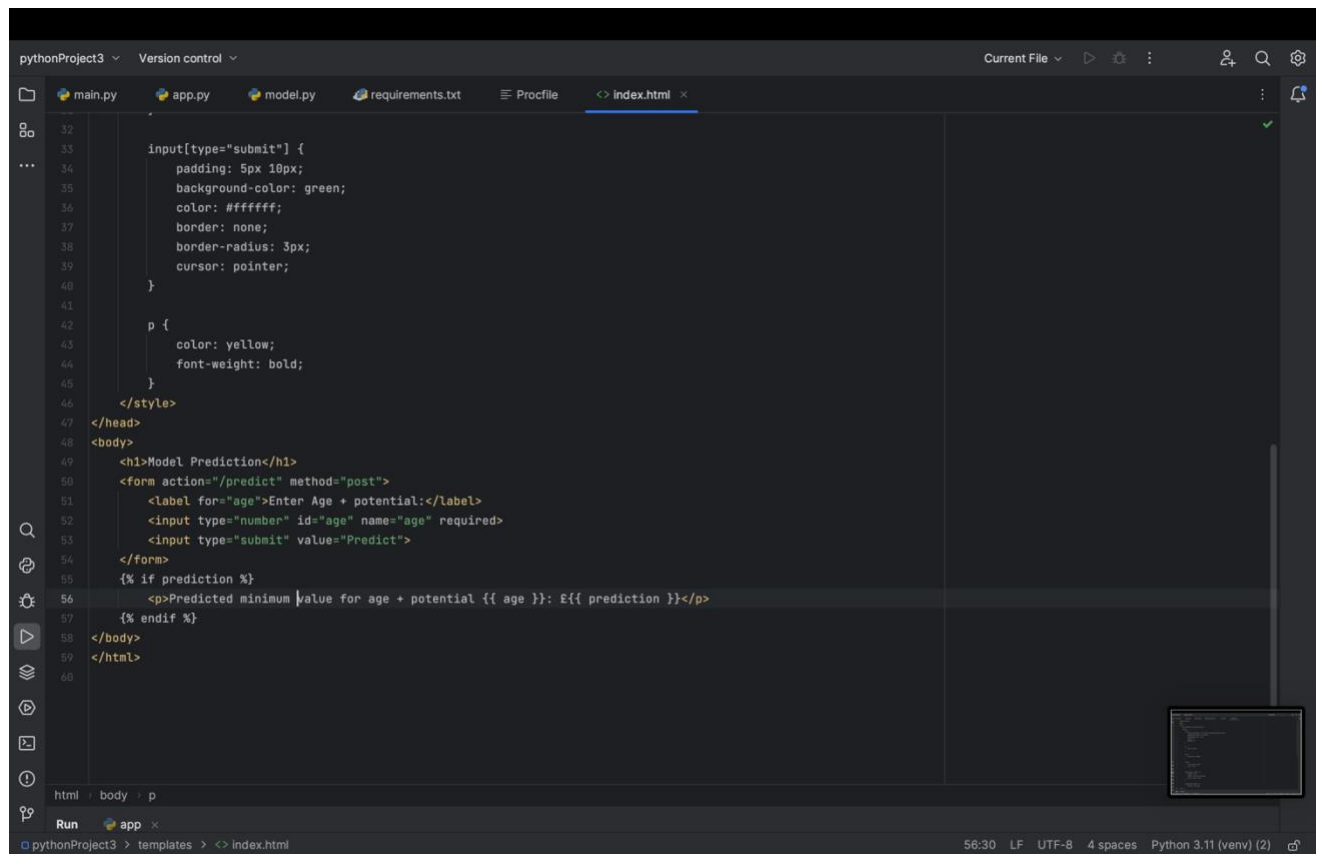 pythonProject3 Version control Current File
main.py app.py model.py requirements.txt Procfile <> index.html
32
33 input[type="submit"] {
34 padding: 5px 10px;
35 background-color: green;
36 color: #ffffff;
37 border: none;
38 border-radius: 3px;
39 cursor: pointer;
40 }
41
42 p {
43 color: yellow;
44 font-weight: bold;
45 }
46 </style>
47 </head>
48 <body>
49 <h1>Model Prediction</h1>
50 <form action="/predict" method="post">
51 <label for="age">Enter Age + potential:</label>
52 <input type="number" id="age" name="age" required>
53 <input type="submit" value="Predict">
54 </form>
55 {% if prediction %}
56 <p>Predicted minimum value for age + potential {{ age }}: £{{ prediction }}</p>
57 {% endif %}
58 </body>
59 </html>
60
html › body › p
Run app
pythonProject3 > templates > <> index.html 56:30 LF UTF-8 4 spaces Python 3.11 (venv) (2)